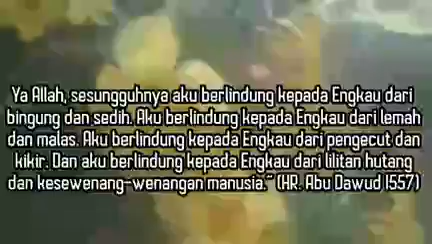 Ya Allah, sesungguhnya aku berlindung kepada Engkau dari
bingung dan sedih. Aku berlindung kepada Engkau dari lemah
dan malas. Aku berlindung kepada Engkau dari pengecut dan
kikir. Dan aku berlindung kepada Engkau dari lilitan hutang
dan kesewenang-wenangan manusia." (HR. Abu Dawud 1557)